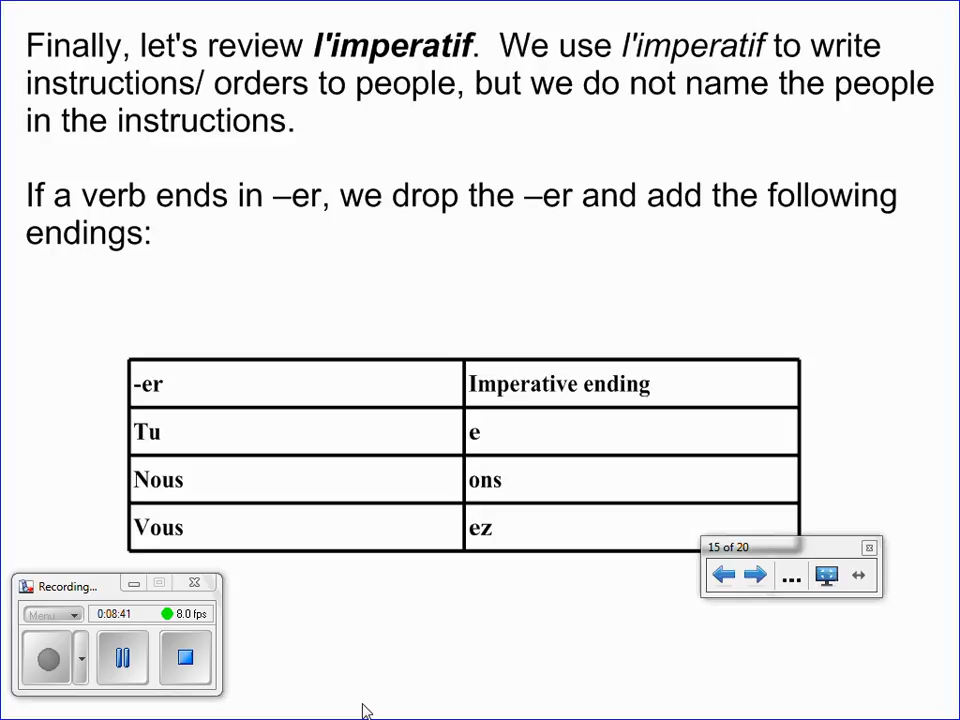 Finally, let's review l'imperatif.  We use l'imperatif to write
instructions/ orders to people, but we do not name the people
in the instructions.
If a verb ends in –er, we drop the –er and add the following
endings:
-er Imperative ending
Tu e
Nous ons
Vous ez
15 of 20
...
Recording...
Menu 0:08:41 8.0 fps